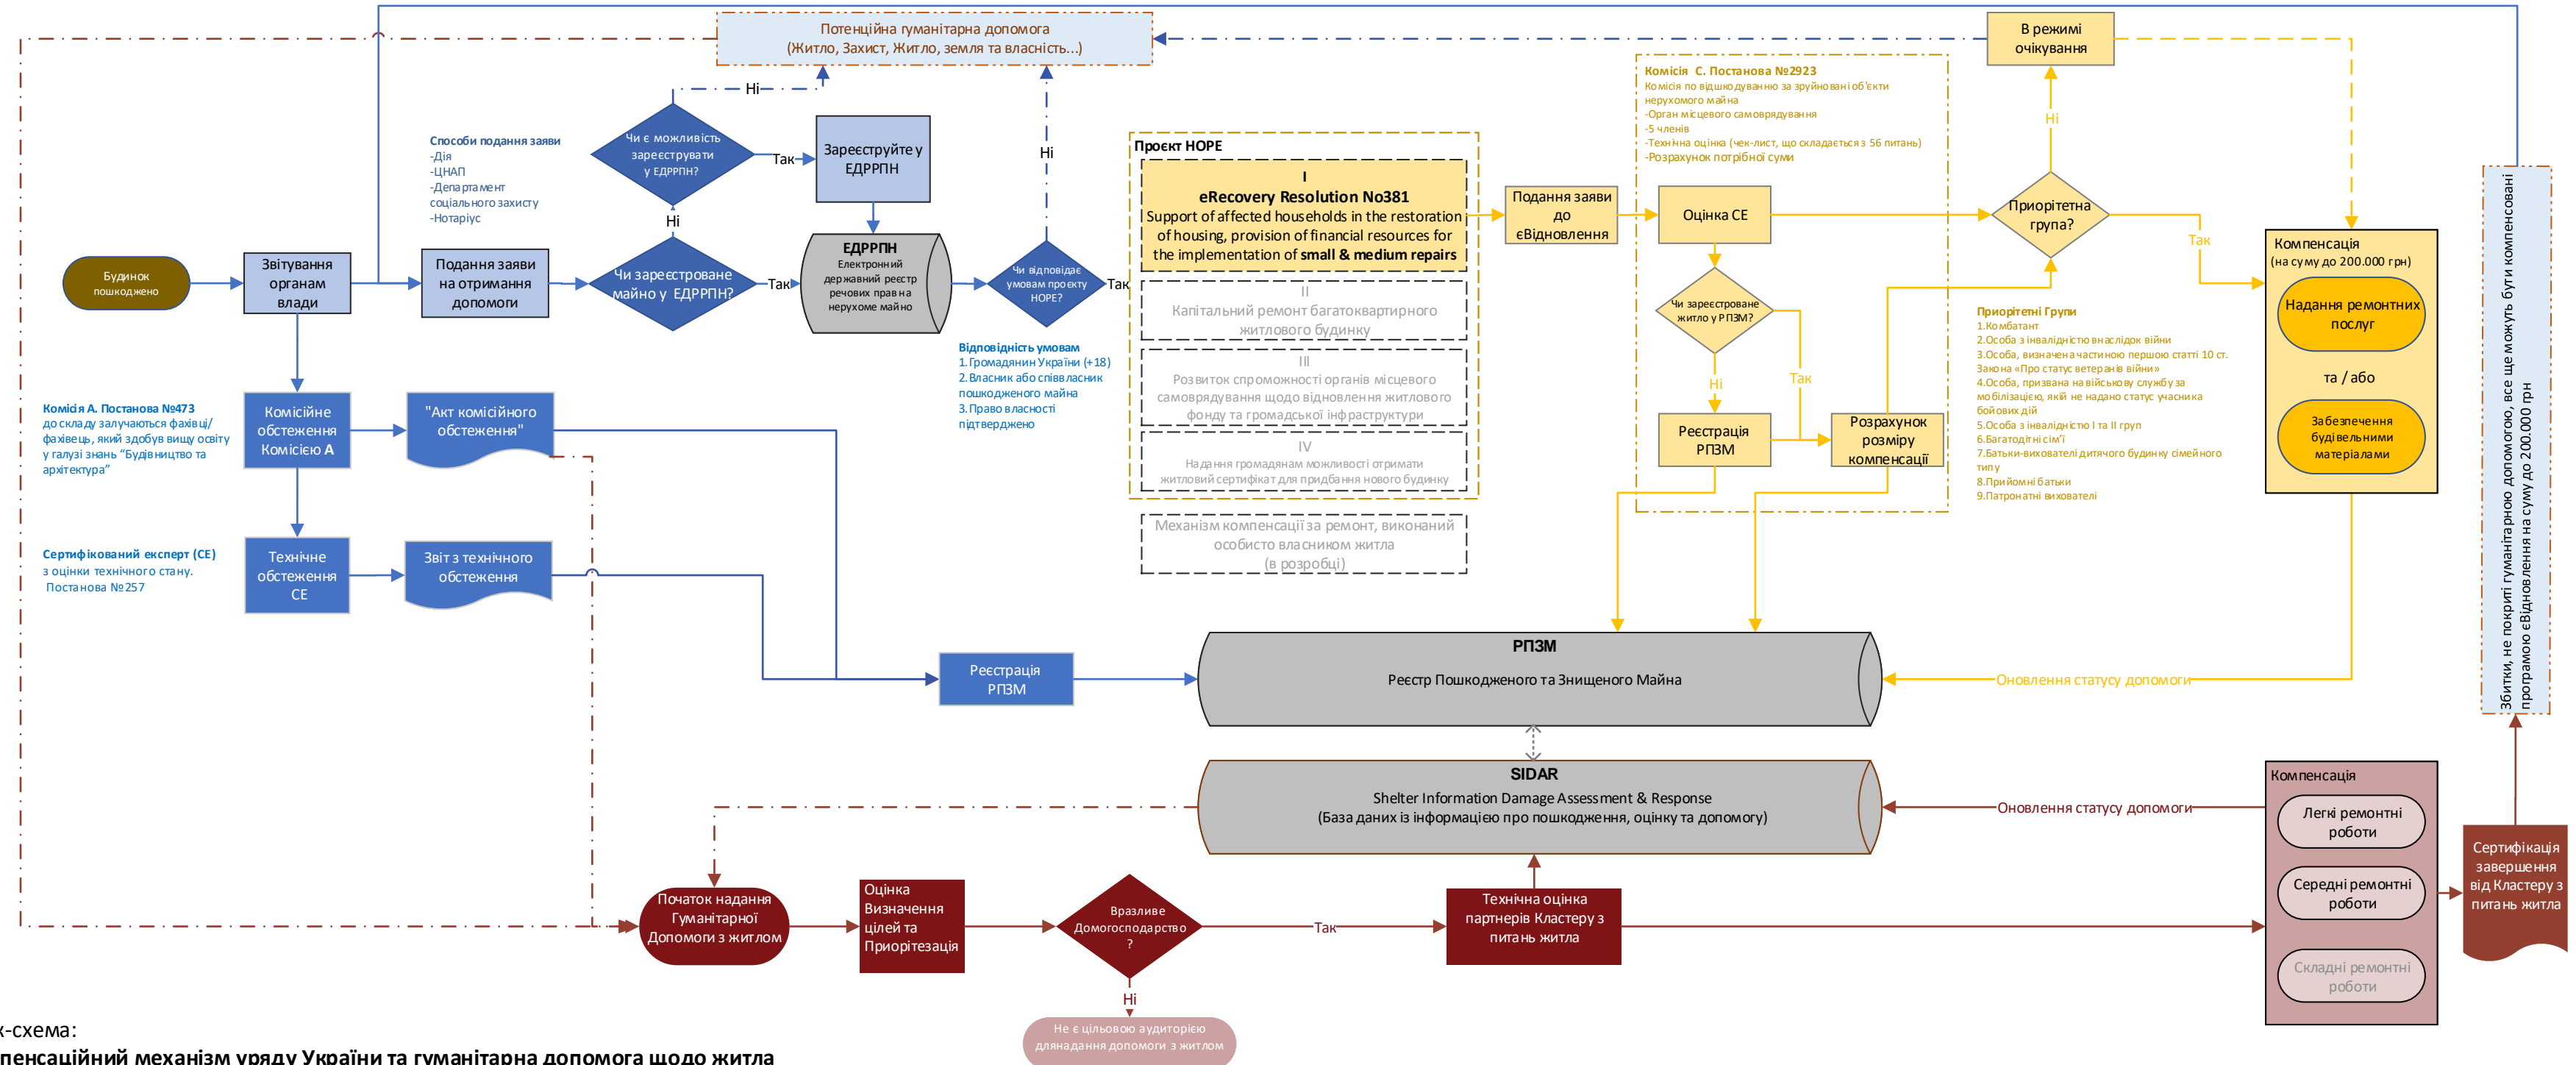 Потенційна гуманітарна допомога
(Житло, Захист, Житло, земля та власність...)
В режимі
очікування
Ні
Чи є можливість
зареєструвати
у ЕДРРПН?
Так
Зареєструйте у
ЕДРРПН
Способи подання заяви
-Дія
-ЦНАП
-Департамент
соціального захисту
-Нотаріус
Ні
Ні
Будинок
пошкоджено
Звітування
органам
влади
Подання заяви
на отримання
допомоги
Чи зареєстроване
майно у ЕДРРПН?
Так
ЕДРРПН
Електронний
державний реєстр
речових прав на
нерухоме майно
Чи відповідає
умовам проєкту
HOPE?
Так
Відповідність умовам
1.Громадянин України (+18)
2.Власник або співвласник
пошкодженого майна
3.Право власності
підтверджено
Проєкт HOPE
I
eRecovery Resolution No381
Support of affected households in the restoration
of housing, provision of financial resources for
the implementation of small & medium repairs
II
Капітальний ремонт багатоквартирного
житлового будинку
III
Розвиток спроможності органів місцевого
самоврядування щодо відновлення житлового
фонду та громадської інфраструктури
IV
Надання громадянам можливості отримати
житловий сертифікат для придбання нового будинку
Механізм компенсації за ремонт, виконаний
особисто власником житла
(в розробці)
Подання заяви
до
єВідновлення
Комісія С. Постанова №2923
Комісія по відшкодуванню за зруйновані об'єкти
нерухомого майна
-Орган місцевого самоврядування
-5 членів
-Технічна оцінка (чек-лист, що складається з 56 питань)
-Розрахунок потрібної суми
Оцінка СЕ
Чи зареєстроване
житло у РПЗМ?
Ні
Так
Реєстрація
РПЗМ
Розрахунок
розміру
компенсації
Ні
Приорітетна
група?
Так
Приорітетні Групи
1.Комбатант
2.Особа з інвалідністю внаслідок війни
3.Особа, визначена частиною першою статті 10 ст.
Закона «Про статус ветеранів війни»
4.Особа, призвана на військову службу за
мобілізацією, якій не надано статус учасника
бойових дій
5.Особа з інвалідністю І та ІІ груп
6.Багатодітні сім'ї
7.Батьки-вихователі дитячого будинку сімейного
типу
8.Прийомні батьки
9.Патронатні вихователі
Компенсація
(на суму до 200.000 грн)
Надання ремонтних
послуг
та / або
Забезпечення
будівельними
матеріалами
Збитки, не покриті гуманітарною допомогою, все ще можуть бути компенсовані
програмою єВідновлення на суму до 200.000 грн
Комісія А. Постанова №473
до складу залучаються фахівці/
фахівець, який здобув вищу освіту
у галузі знань “Будівництво та
архітектура”
Комісійне
обстеження
Комісією А
"Акт комісійного
обстеження"
Сертифікований експерт (СЕ)
з оцінки технічного стану.
Постанова №257
Технічне
обстеження
СЕ
Звіт з технічного
обстеження
Реєстрація
РПЗМ
РПЗМ
Реєстр Пошкодженого та Знищеного Майна
Оновлення статусу допомоги
SIDAR
Shelter Information Damage Assessment & Response
(База даних із інформацією про пошкодження, оцінку та допомогу)
Оновлення статусу допомоги
Початок надання
Гуманітарної
Допомоги з житлом
Оцінка
Визначення
цілей та
Приорітезація
Вразливе
Домогосподарство
?
Так
Ні
Не є цільовою аудиторією
длянадання допомоги з житлом
Технічна оцінка
партнерів Кластеру з
питань житла
Компенсація
Легкі ремонтні
роботи
Середні ремонтні
роботи
Складні ремонтні
роботи
Сертифікація
завершення
від Кластеру з
питань житла
к-схема:
пенсаційний механізм уряду України та гуманітарна допомога щодо житла